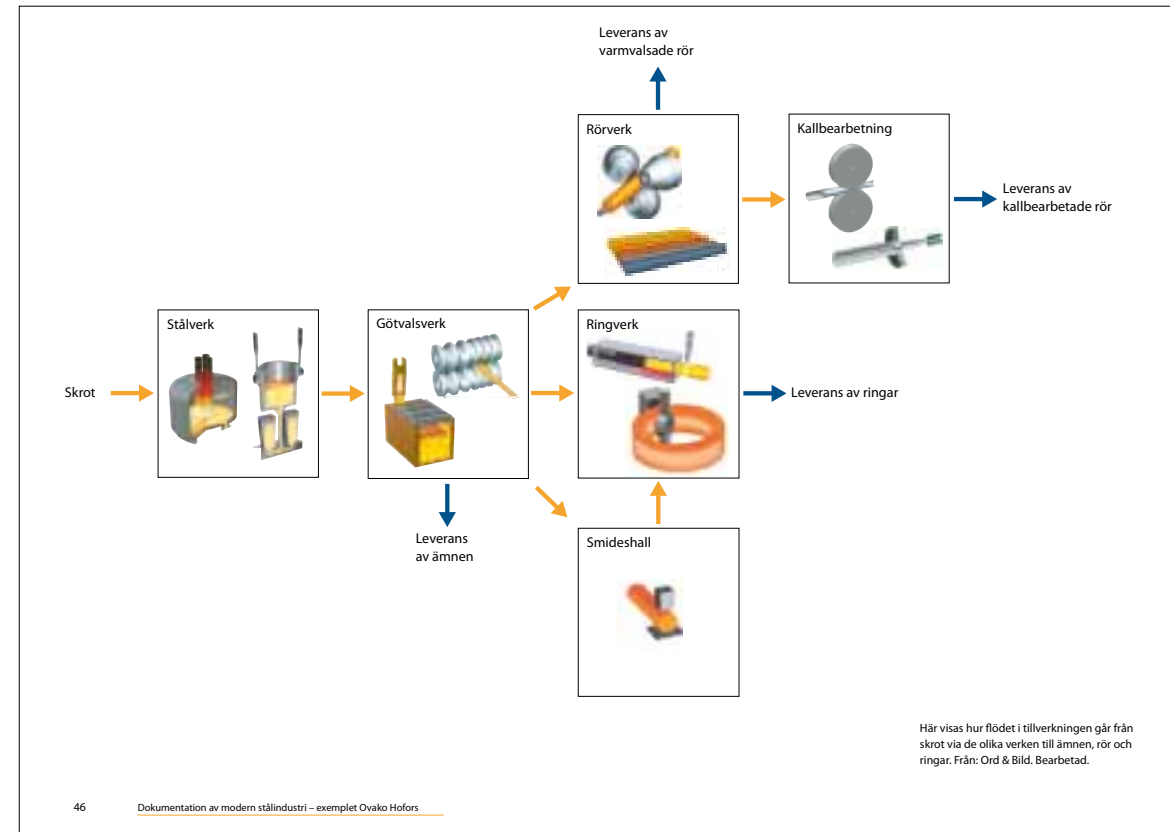 Leverans av
varmvalsade rör
Rörverk
Kallbearbetning
Leverans av
kallbearbetade rör
Stålverk
Götvalsverk
Ringverk
Skrot
Leverans av ringar
Leverans
av ämnen
Smideshall
Här visas hur flödet i tillverkningen går från
skrot via de olika verken till ämnen, rör och
ringar. Från: Ord & Bild. Bearbetad.
46
Dokumentation av modern stålindustri – exemplet Ovako Hofors